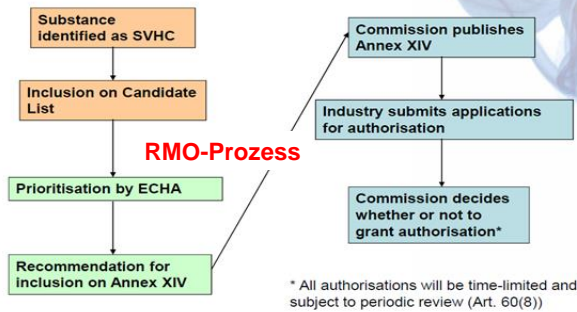 Substance
identified as SVHC
Inclusion on Candidate
List
RMO-Prozess
Prioritisation by ECHA
Recommendation for
inclusion on Annex XIV
Commission publishes
Annex XIV
Industry submits applications
for authorisation
Commission decides
whether or not to
grant authorisation*
* All authorisations will be time-limited and
subject to periodic review (Art. 60(8))